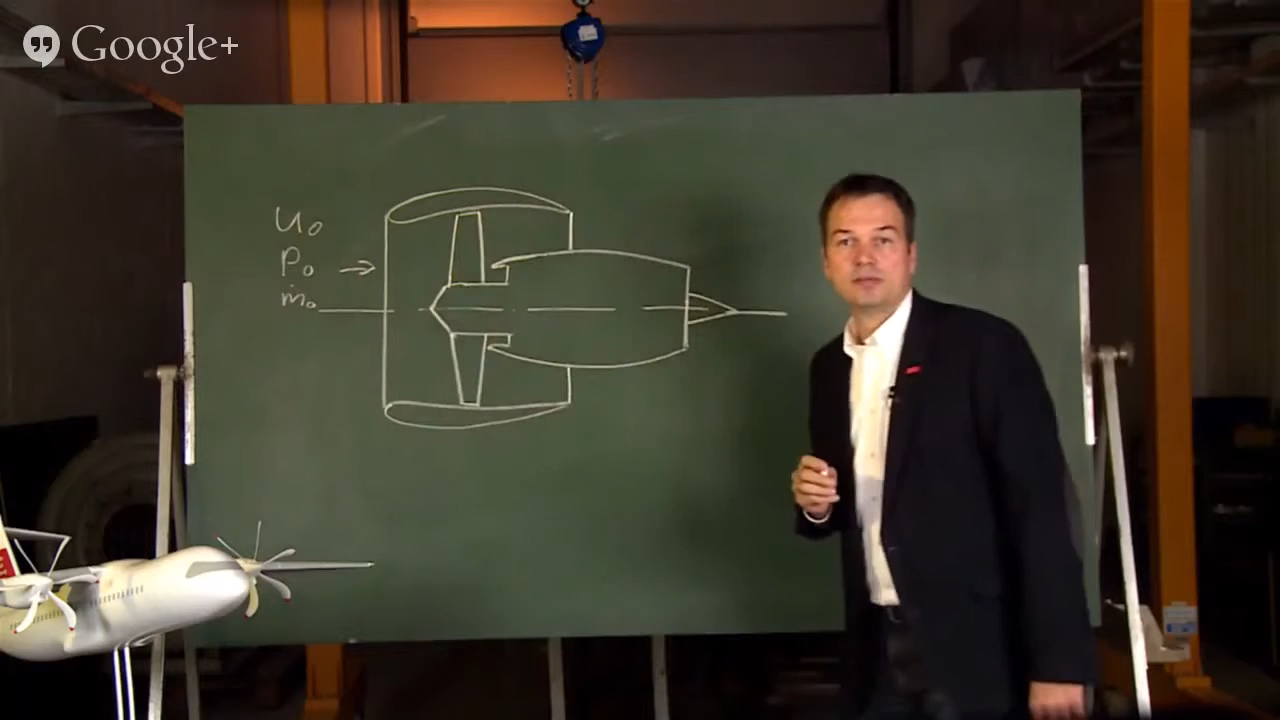 Google+
u₀
p₀ →
ṁ₀